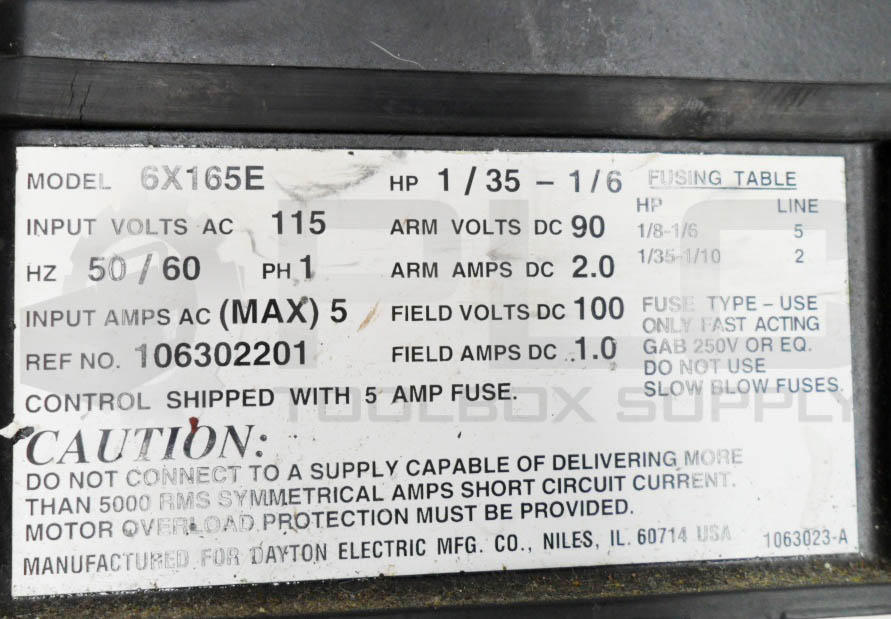 MODEL 6X165E
HP 1/35 - 1/6
INPUT VOLTS AC 115
ARM VOLTS DC 90
HZ 50/60 PH 1
ARM AMPS DC 2.0
INPUT AMPS AC (MAX) 5
FIELD VOLTS DC 100
REF NO. 106302201
FIELD AMPS DC .1.0
CONTROL SHIPPED WITH 5 AMP FUSE.
FUSING TABLE
HP LINE
1/8-1/6 5
1/35-1/10 2
FUSE TYPE - USE
ONLY FAST ACTING
GAB 250V OR EQ.
DO NOT USE
SLOW BLOW FUSES.
CAUTION:
DO NOT CONNECT TO A SUPPLY CAPABLE OF DELIVERING MORE
THAN 5000 RMS SYMMETRICAL AMPS SHORT CIRCUIT CURRENT.
MOTOR OVERLOAD PROTECTION MUST BE PROVIDED.
MANUFACTURED FOR DAYTON ELECTRIC MFG. CO., NILES, IL. 60714 USA
1063023-A
PLC
TOOLBOX SUPPLY